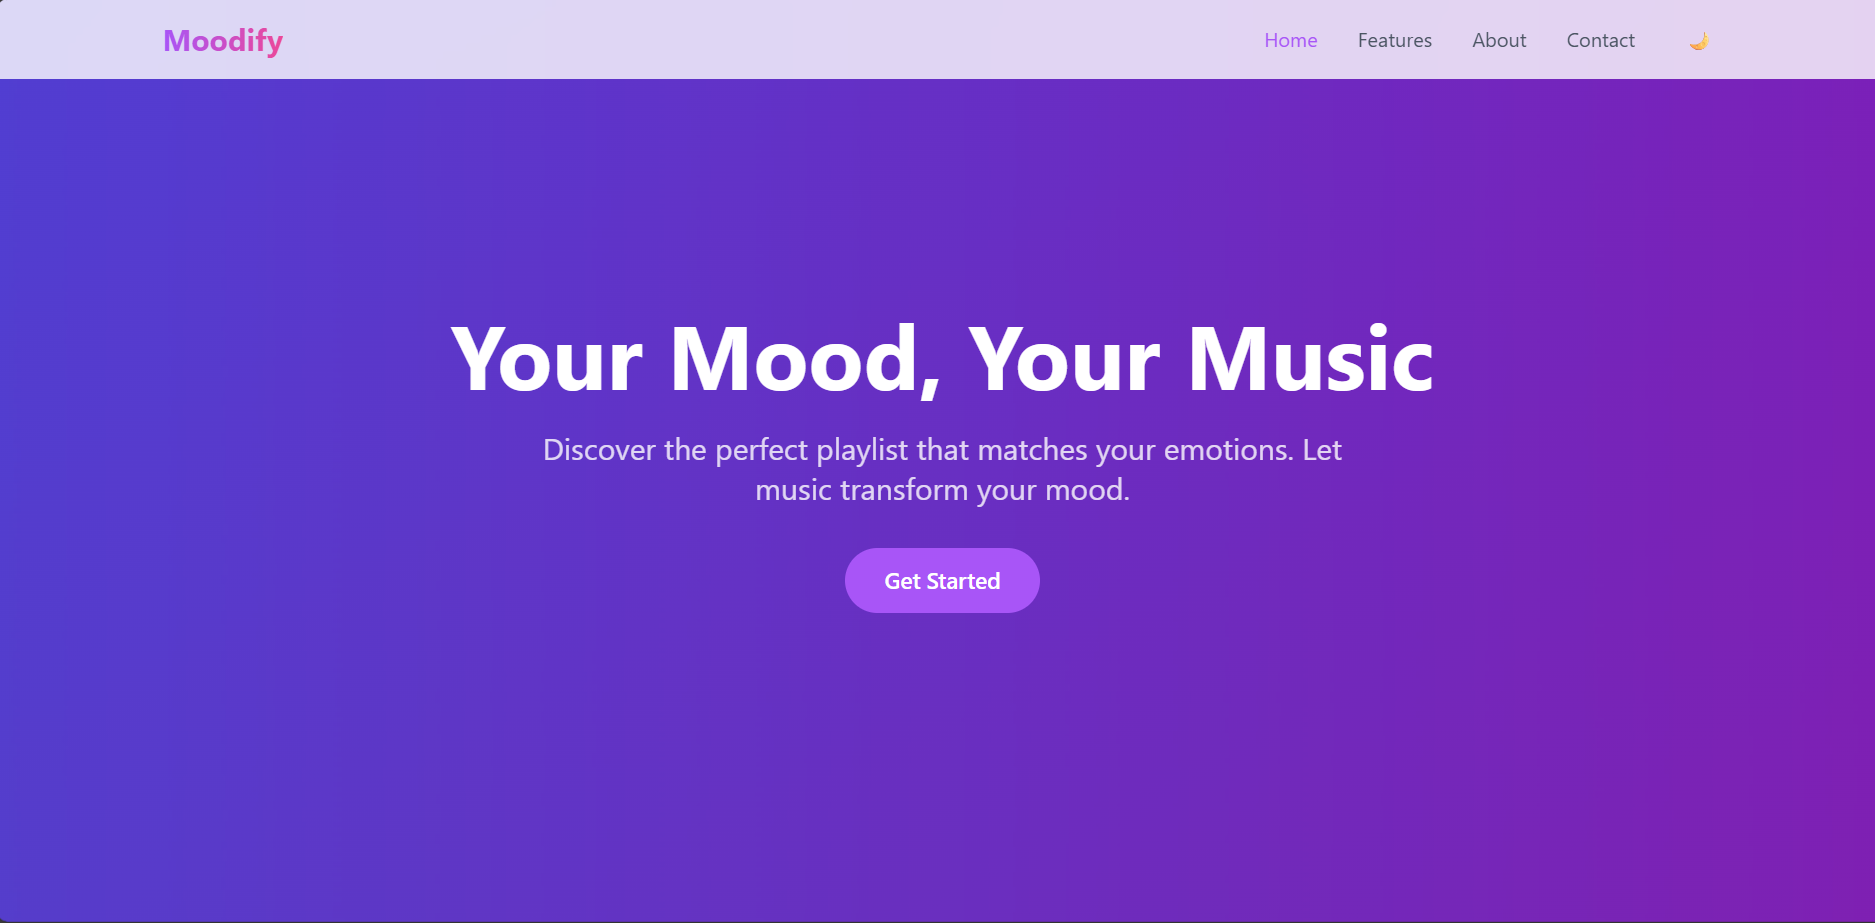 Moodify
Home Features About Contact
Your Mood, Your Music
Discover the perfect playlist that matches your emotions. Let
music transform your mood.
Get Started